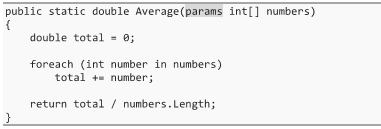 public static double Average(params int[] numbers)
{
    double total = 0;
    foreach (int number in numbers)
        total += number;
    return total / numbers.Length;
}